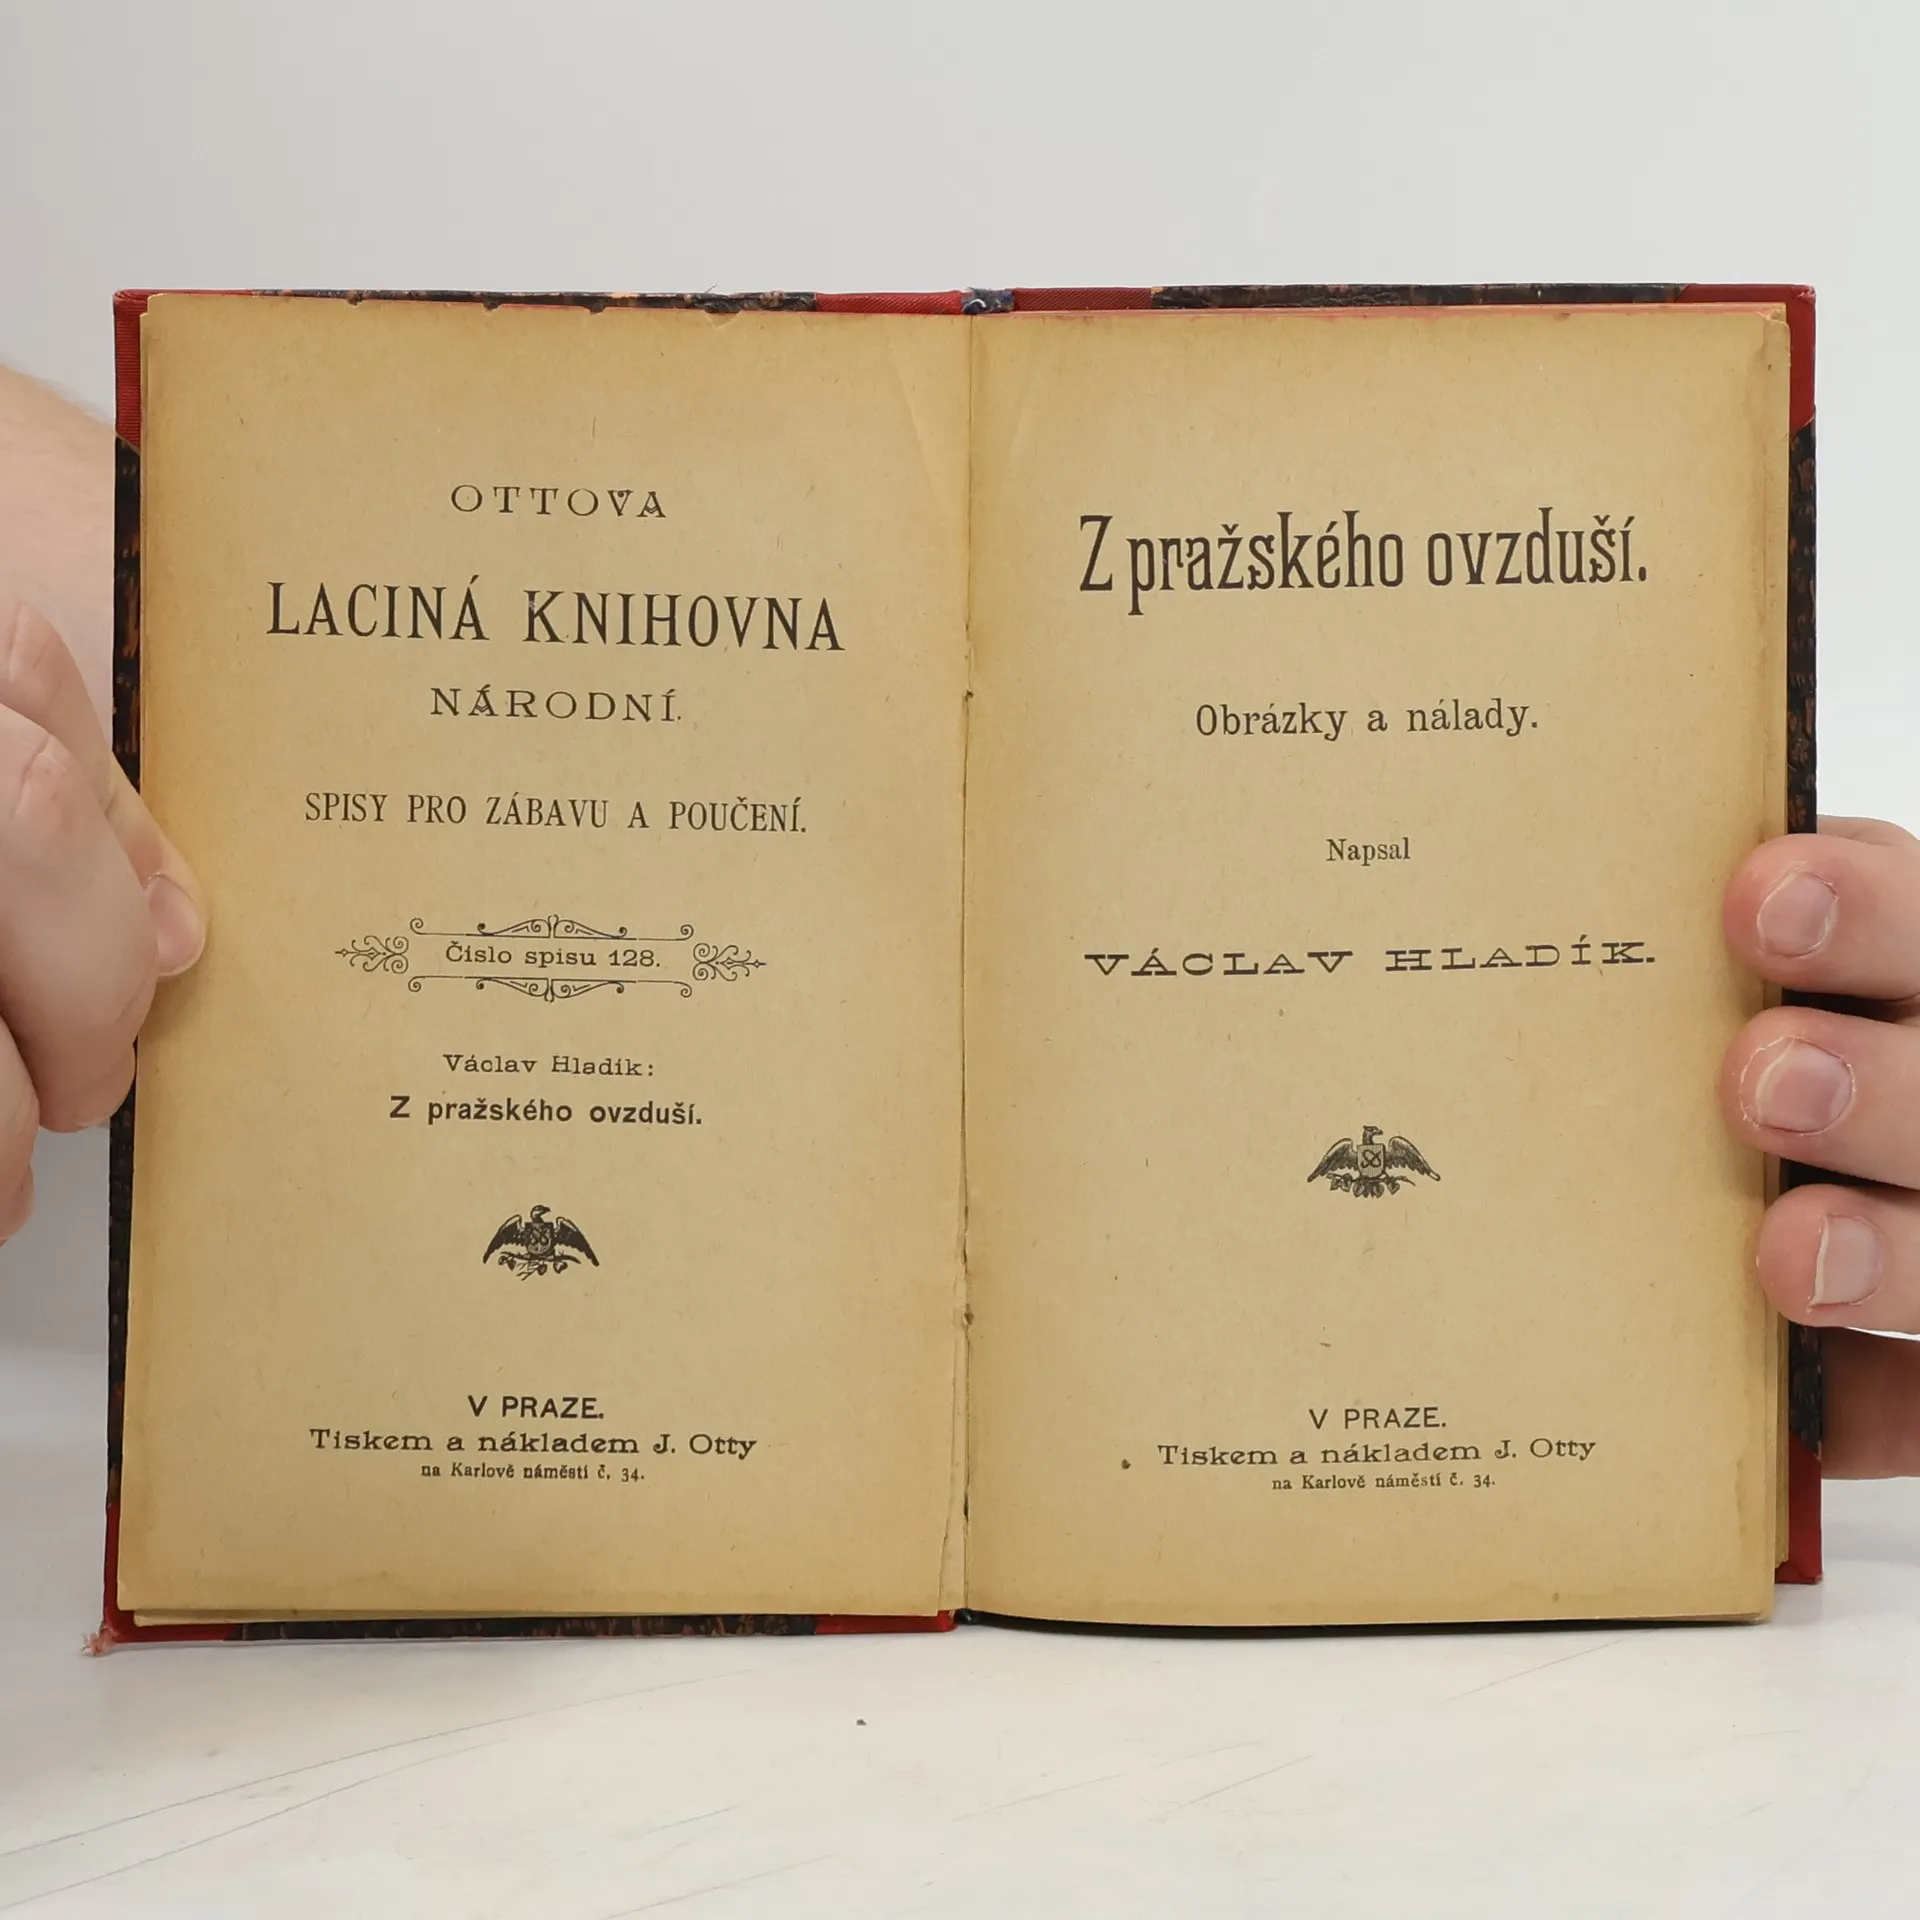 OTTOVA
LACINÁ KNIHOVNA
NÁRODNÍ.
SPISY PRO ZÁBAVU A POUČENÍ.
Číslo spisu 128.
Václav Hladík:
Z pražského ovzduší.
V PRAZE.
Tiskem a nákladem J. Otty
na Karlově náměstí č. 34.
Z pražského ovzduší.
Obrázky a nálady.
Napsal
VÁCLAV HLADÍK.
V PRAZE.
Tiskem a nákladem J. Otty
na Karlově náměstí č. 34.